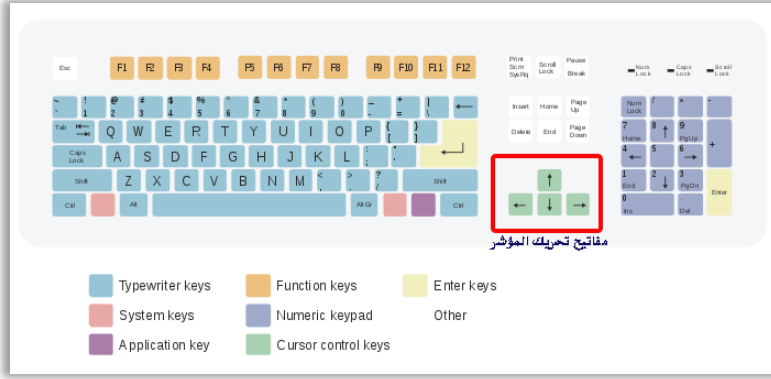 Esc F1 F2 F3 F4 F5 F6 F7 F8 F9 F10 F11 F12 Print Scrn SysRq Scroll Lock Pause Break Num Lock Caps Lock Scroll Lock
~ ` ! 1 @ 2 # 3 $ 4 % 5 ^ 6 & 7 * 8 ( 9 ) 0 _ - + = | \ ← Insert Home Page Up Num Lock / * -
Tab Q W E R T Y U I O P { [ } ] Delete End Page Down 7 Home 8 ↑ 9 PgUp +
Caps Lock A S D F G H J K L : ; " ' 4 ← 5 6 →
Shift Z X C V B N M < , > . ? / Shift ↑ 1 End 2 ↓ 3 PgDn Enter
Ctrl Alt Alt Gr Ctrl ← ↓ → 0 Ins . Del
مفاتيح تحريك المؤشر
Typewriter keys Function keys Enter keys
System keys Numeric keypad Other
Application key Cursor control keys